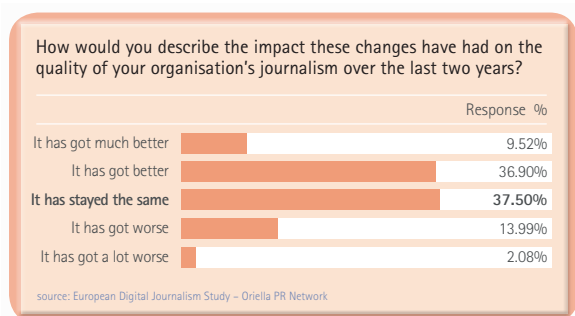 How would you describe the impact these changes have had on the
quality of your organisation's journalism over the last two years?
Response %
It has got much better 9.52%
It has got better 36.90%
It has stayed the same 37.50%
It has got worse 13.99%
It has got a lot worse 2.08%
source: European Digital Journalism Study – Oriella PR Network